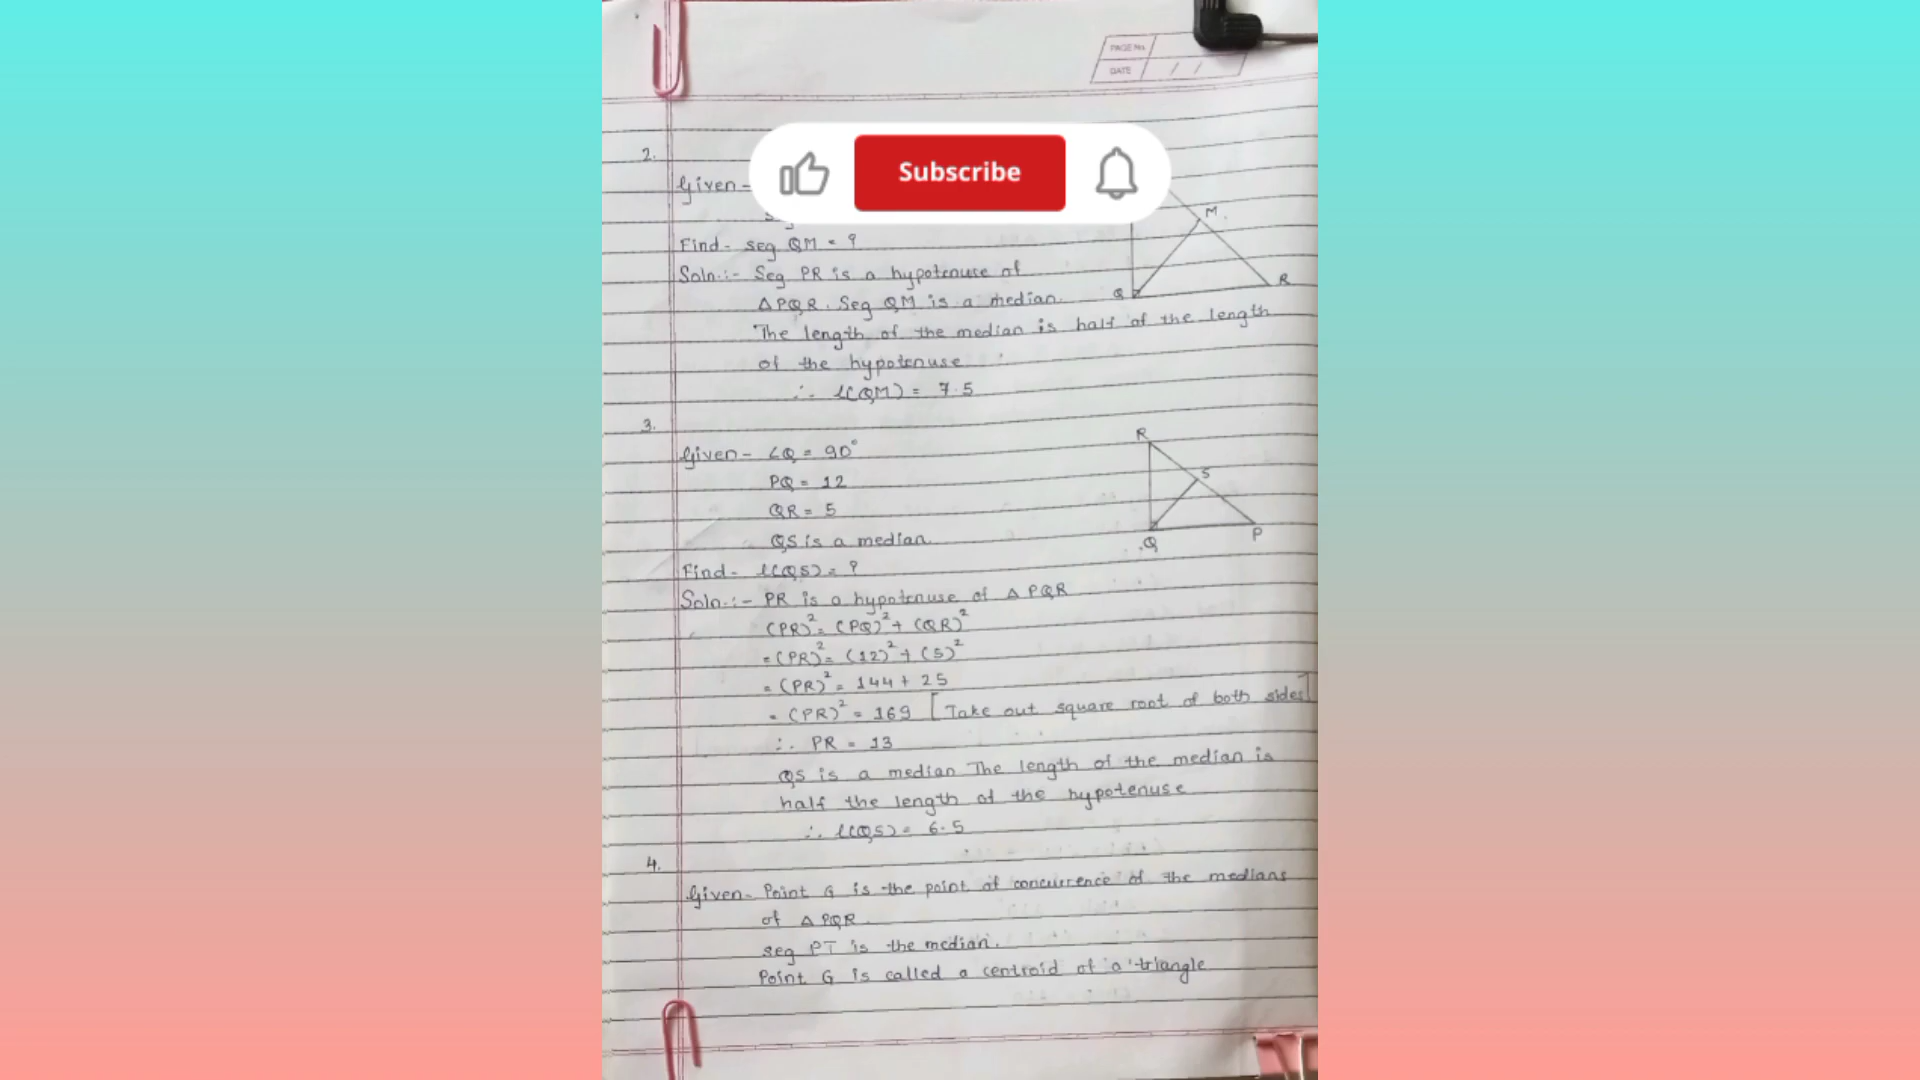 PAGE No.
DATE / /
2.
Given-
Subscribe
M
Find- seg QM = ?
Soln.:- Seg PR is a hypotenuse of
△PQR. Seg QM is a median.
Q R
The length of the median is half of the length
of the hypotenuse
∴ l(QM) = 7.5
3.
Given- ∠Q = 90°
PQ = 12
QR = 5
QS is a median.
R
S
Q P
Find- l(QS) = ?
Soln.:- PR is a hypotenuse of △PQR
(PR)² = (PQ)² + (QR)²
= (PR)² = (12)² + (5)²
= (PR)² = 144 + 25
= (PR)² = 169 [Take out square root of both sides]
∴ PR = 13
QS is a median The length of the median is
half the length of the hypotenuse
∴ l(QS) = 6.5
4.
Given- Point G is the point of concurrence of the medians
of △PQR.
seg PT is the median.
Point G is called a centroid of a triangle